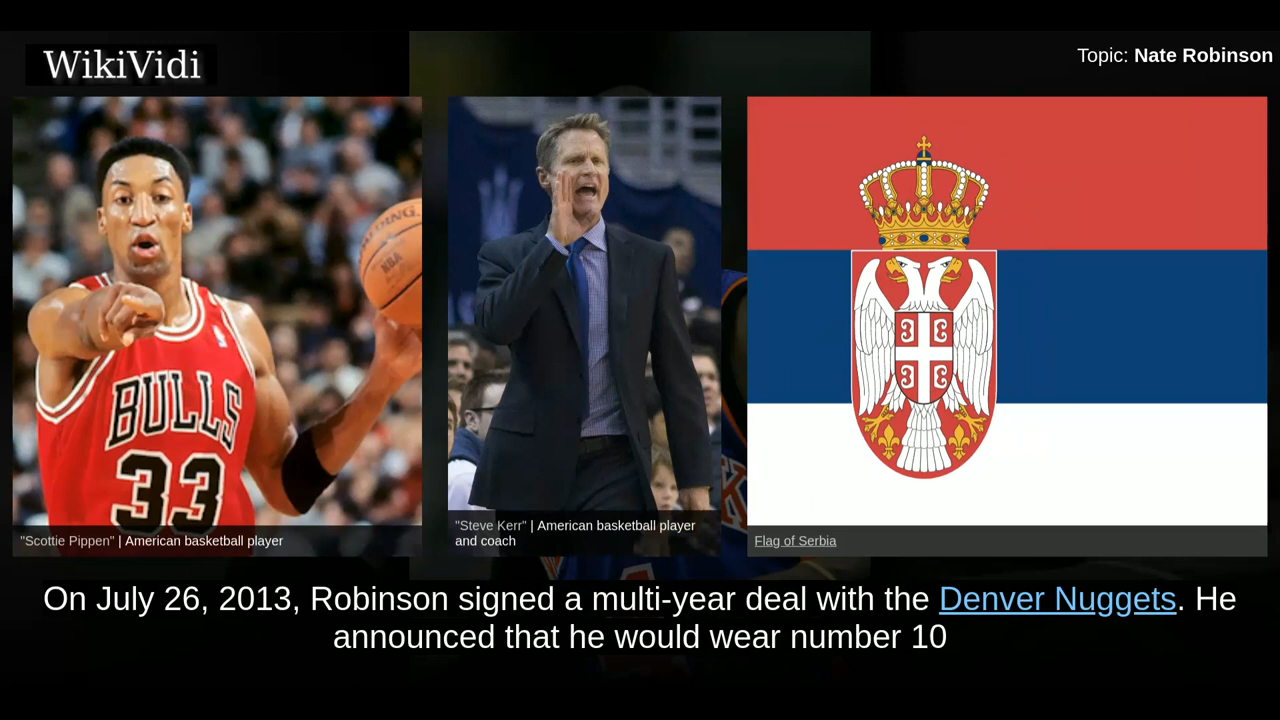 WikiVidi
Topic: Nate Robinson
SPALDING
NBA
BULLS
33
"Scottie Pippen" | American basketball player
"Steve Kerr" | American basketball player
and coach
Flag of Serbia
On July 26, 2013, Robinson signed a multi-year deal with the Denver Nuggets. He
announced that he would wear number 10